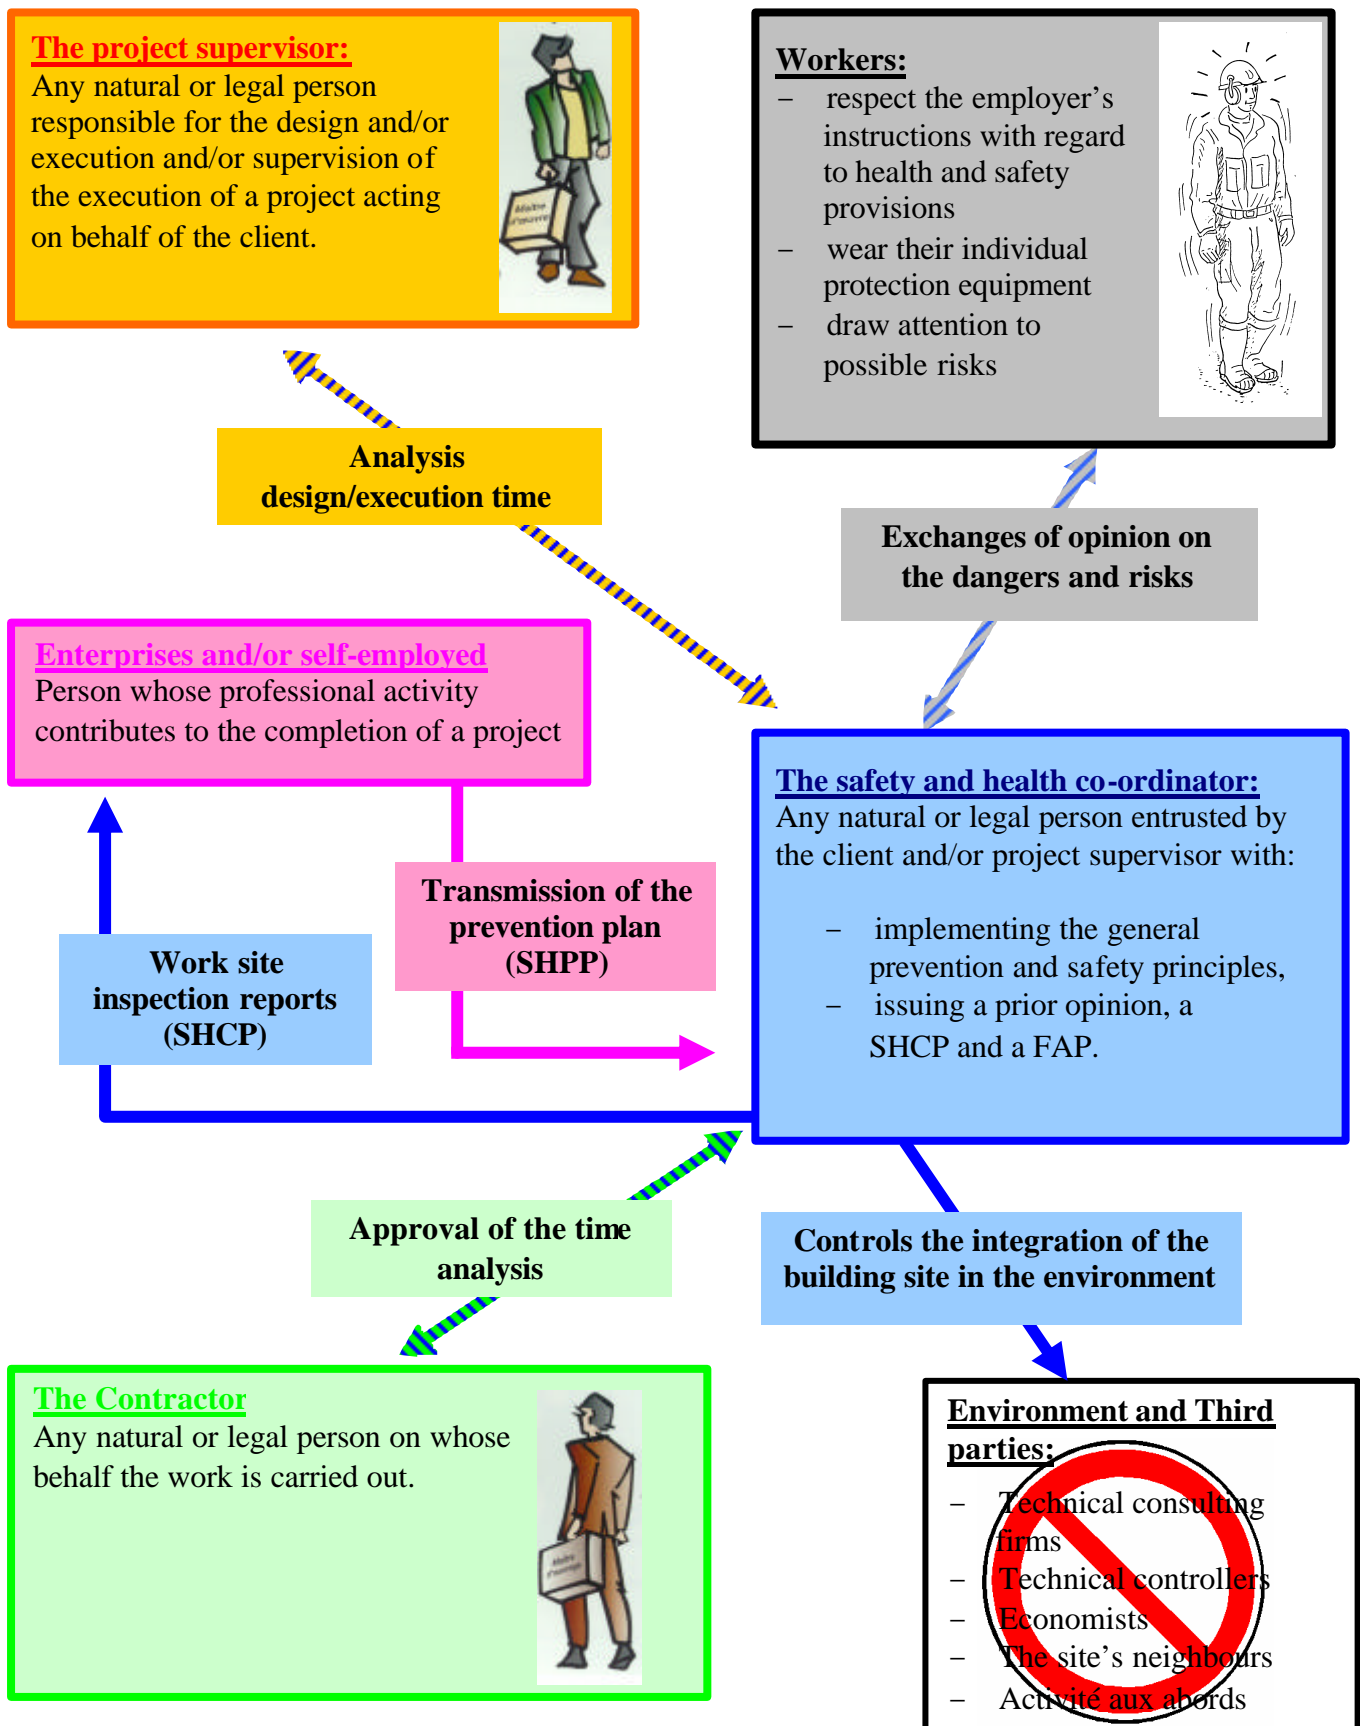 The project supervisor:
Any natural or legal person
responsible for the design and/or
execution and/or supervision of
the execution of a project acting
on behalf of the client.
Maître
d'œuvre
Workers:
– respect the employer's
instructions with regard
to health and safety
provisions
– wear their individual
protection equipment
– draw attention to
possible risks
Analysis
design/execution time
Exchanges of opinion on
the dangers and risks
Enterprises and/or self-employed
Person whose professional activity
contributes to the completion of a project
The safety and health co-ordinator:
Any natural or legal person entrusted by
the client and/or project supervisor with:
– implementing the general
prevention and safety principles,
– issuing a prior opinion, a
SHCP and a FAP.
Transmission of the
prevention plan
(SHPP)
Work site
inspection reports
(SHCP)
Approval of the time
analysis
Controls the integration of the
building site in the environment
The Contractor
Any natural or legal person on whose
behalf the work is carried out.
Maître
Environment and Third
parties:
– Technical consulting
firms
– Technical controllers
– Economists
– The site's neighbours
– Activité aux abords